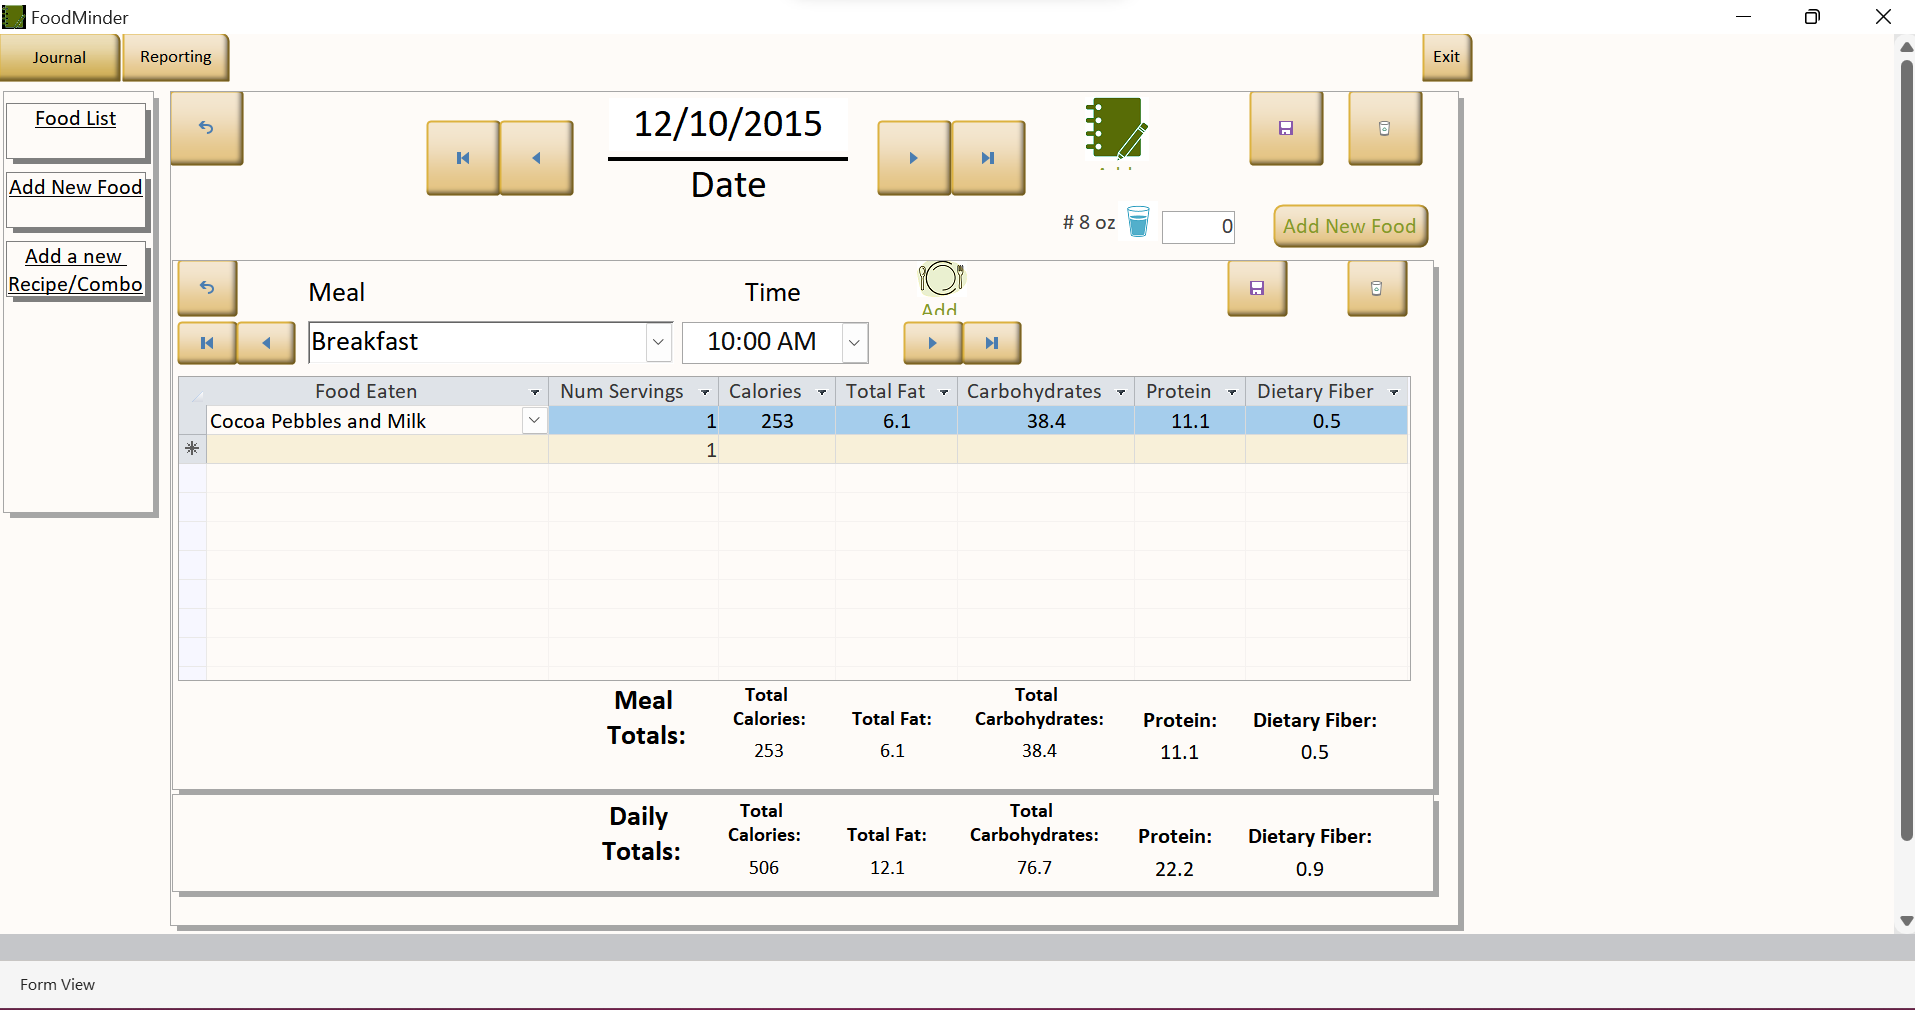 FoodMinder
Journal
Reporting
Exit
Food List
Add New Food
Add a new
Recipe/Combo
12/10/2015
Date
# 8 oz
0
Add New Food
Meal
Time
Add
Breakfast
10:00 AM
Food Eaten Num Servings Calories Total Fat Carbohydrates Protein Dietary Fiber
Cocoa Pebbles and Milk 1 253 6.1 38.4 11.1 0.5
1
Meal
Totals:
Total
Calories:
253
Total Fat:
6.1
Total
Carbohydrates:
38.4
Protein:
11.1
Dietary Fiber:
0.5
Daily
Totals:
Total
Calories:
506
Total Fat:
12.1
Total
Carbohydrates:
76.7
Protein:
22.2
Dietary Fiber:
0.9
Form View